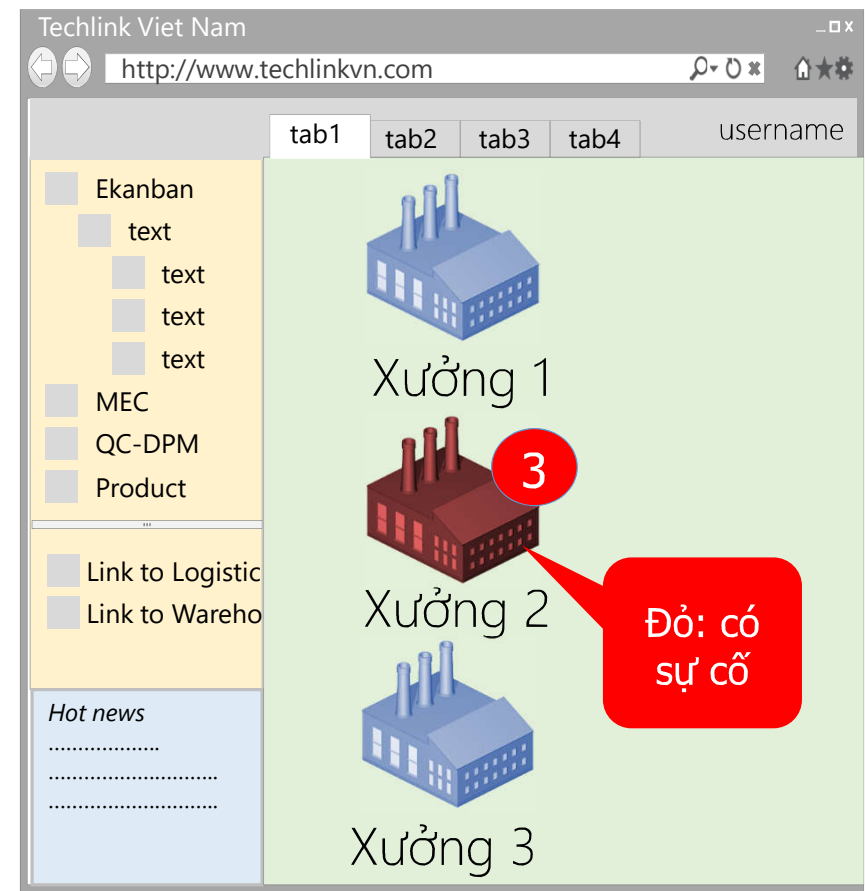 Techlink Viet Nam
http://www.techlinkvn.com
tab1 tab2 tab3 tab4 username
Ekanban
text
text
text
text
MEC
QC-DPM
Product
Link to Logistic
Link to Wareho
Hot news
...................
.............................
.............................
Xưởng 1
3
Xưởng 2
Đỏ: có
sự cố
Xưởng 3